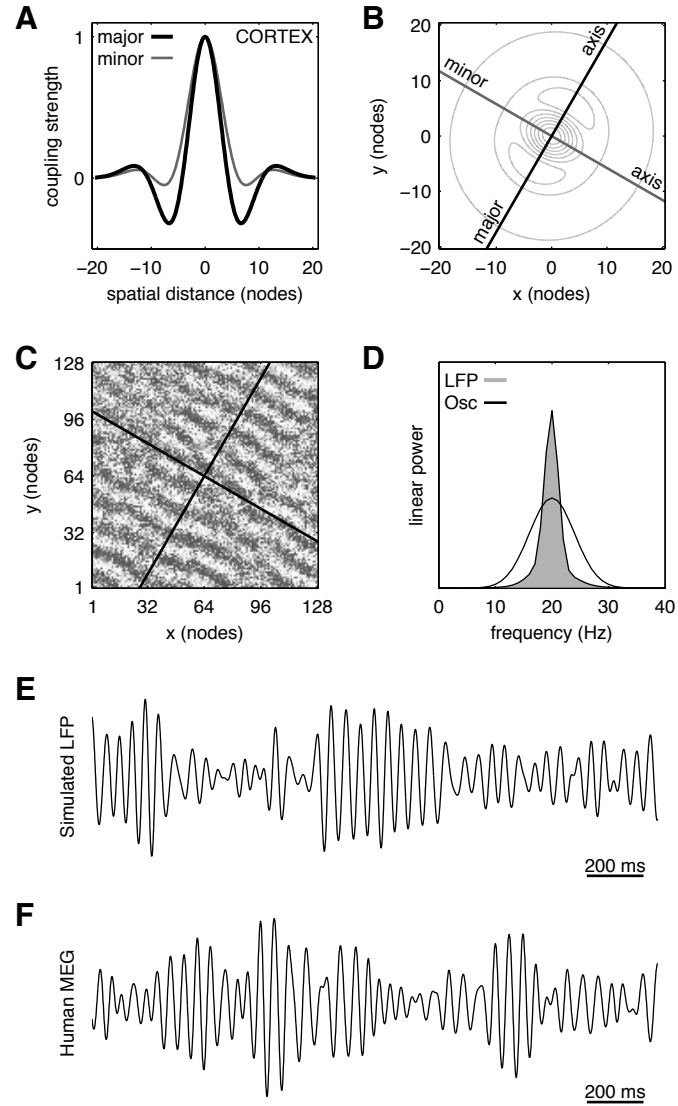 A
1
major
minor
CORTEX
coupling strength
0
−20 −10 0 10 20
spatial distance (nodes)
B
20
10
0
−10
−20
y (nodes)
minor
axis
major
axis
−20 −10 0 10 20
x (nodes)
C
128
96
64
32
1
y (nodes)
1 32 64 96 128
x (nodes)
D
LFP
Osc
linear power
0 10 20 30 40
frequency (Hz)
E
Simulated LFP
200 ms
F
Human MEG
200 ms